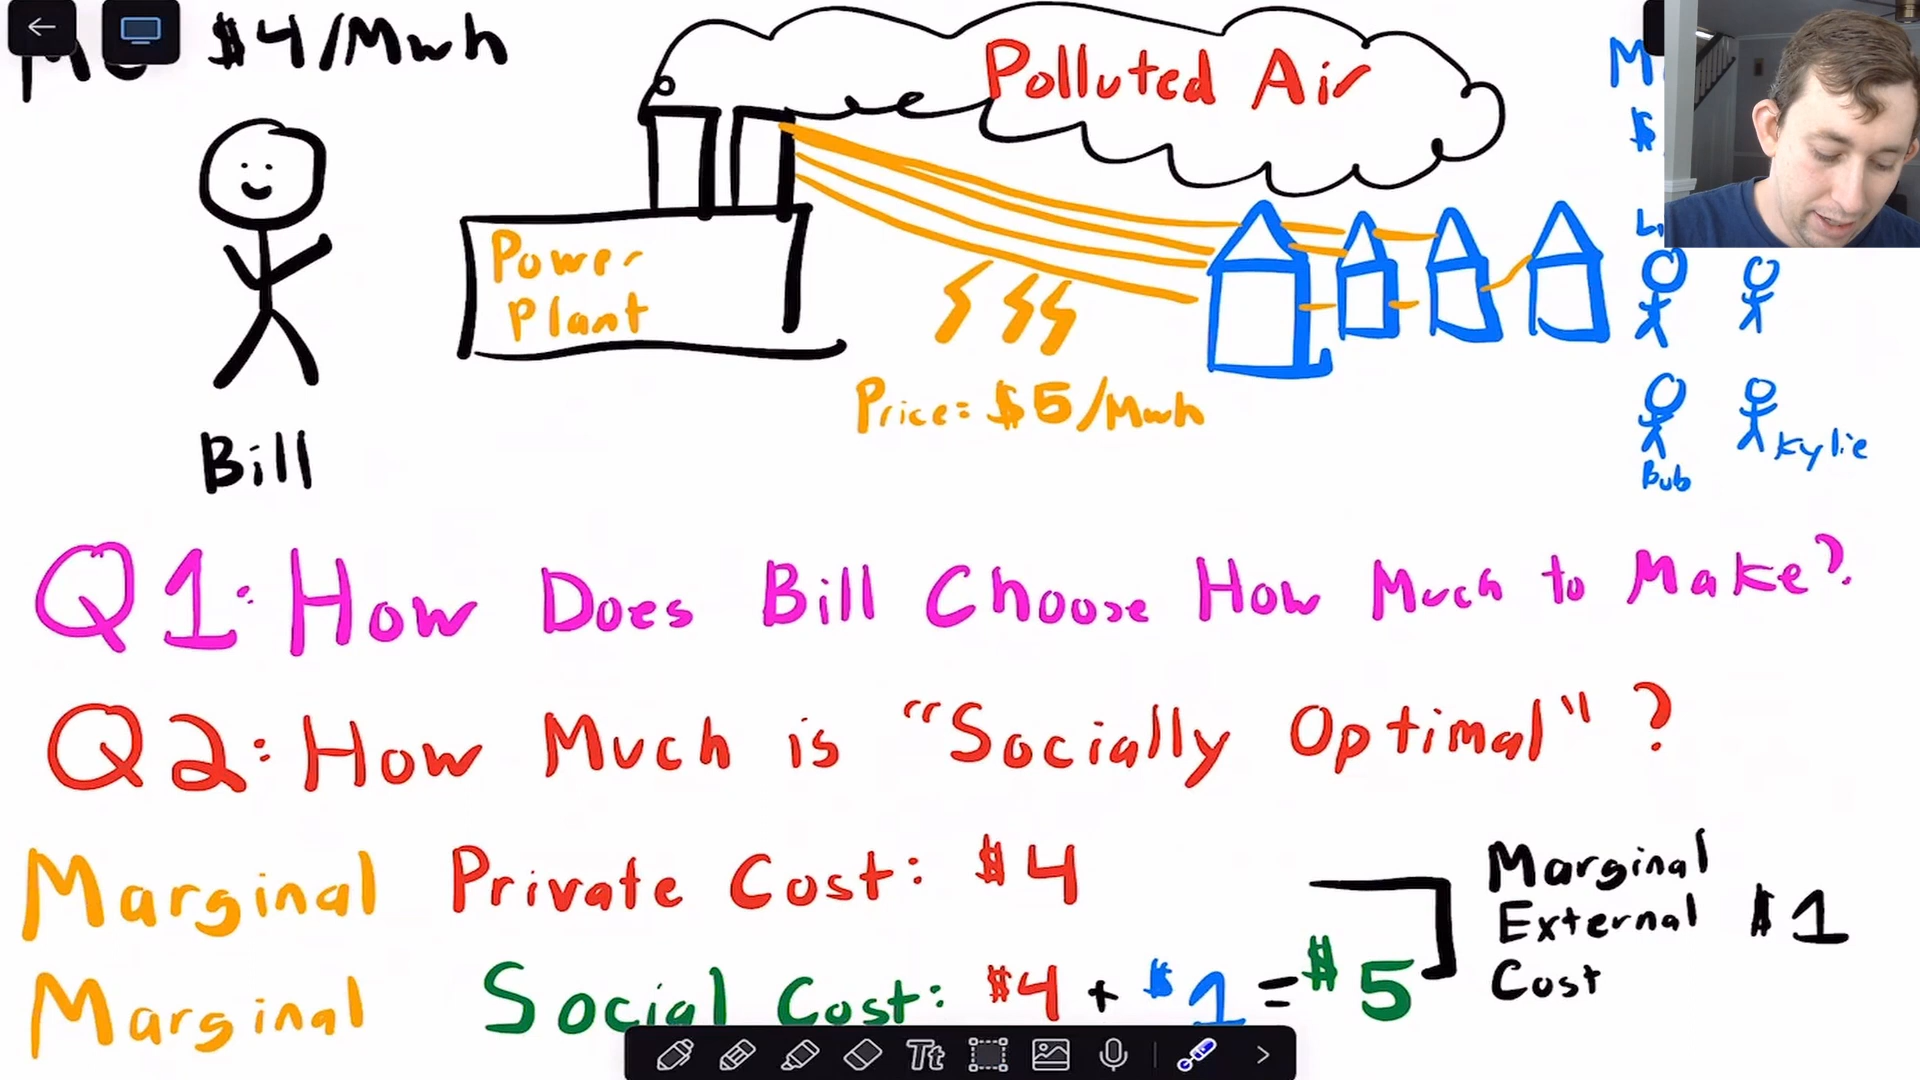 $4/Mwh
Polluted Air
$
Power
Plant
Price: $5/Mwh
Bill
Bub
Kylie
Q1: How Does Bill Choose How Much to Make?
Q2: How Much is "Socially Optimal"?
Marginal Private Cost: $4
Marginal Social Cost: $4 + $1 = $5
Marginal
External $1
Cost
Tt